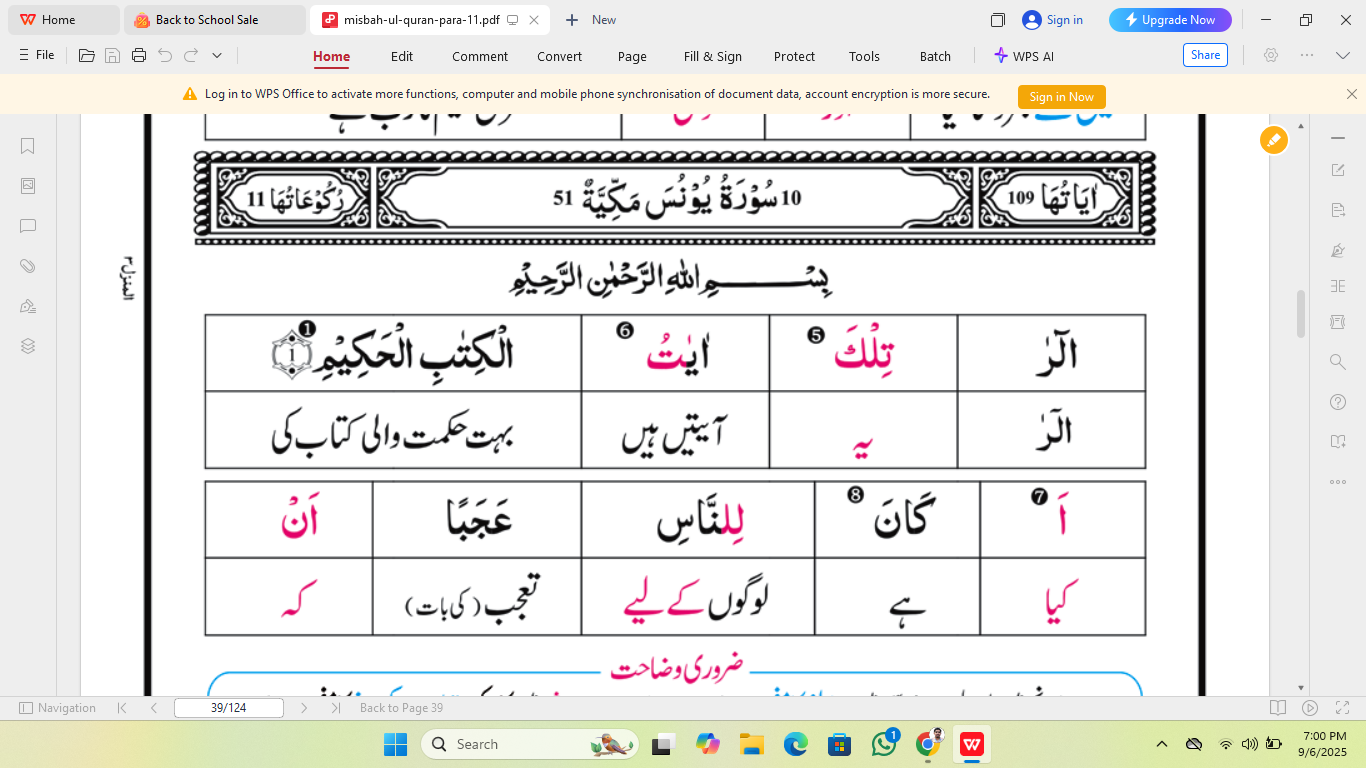 Home
Back to School Sale
misbah-ul-quran-para-11.pdf
New
Sign in
Upgrade Now
File
Home Edit Comment Convert Page Fill & Sign Protect Tools Batch WPS AI
Share
Log in to WPS Office to activate more functions, computer and mobile phone synchronisation of document data, account encryption is more secure.
Sign in Now
اٰيَاتُهَا 109 10 سُوْرَةُ يُوْنُسَ مَكِّيَّةٌ 51 رُكُوْعَاتُهَا 11
المنزل ۳
بِسْمِ اللهِ الرَّحْمٰنِ الرَّحِيْمِ
الٓرٰ تِلْكَ ❺ اٰيٰتُ ❻ الْكِتٰبِ الْحَكِيْمِ ❶ 1
الٓرٰ یہ آیتیں ہیں بہت حکمت والی کتاب کی
اَ ❼ كَانَ ❽ لِلنَّاسِ عَجَبًا اَنْ
کیا ہے لوگوں کے لیے تعجب (کی بات) کہ
ضروری وضاحت
Navigation
39/124
Back to Page 39
Search
1
7:00 PM
9/6/2025